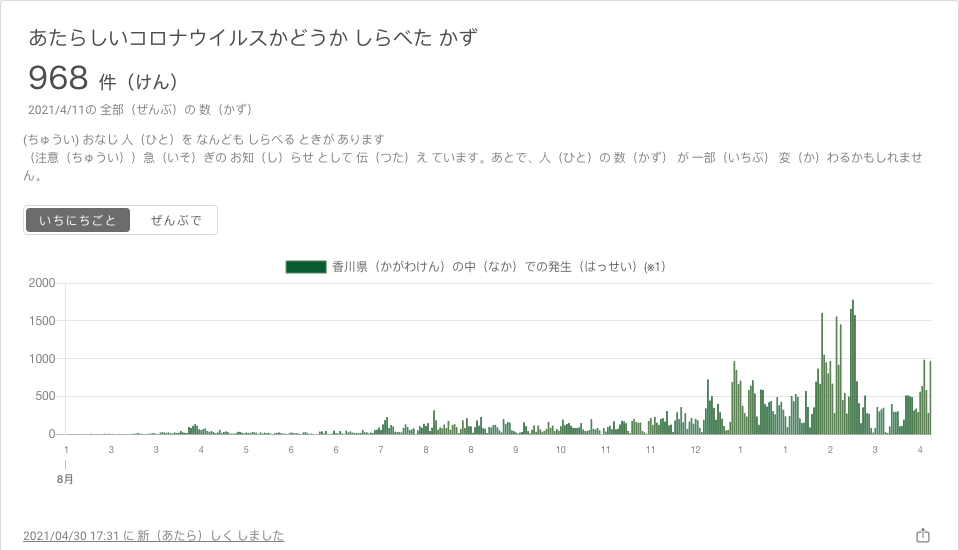 あたらしいコロナウイルスかどうか しらべた かず
968 件（けん）
2021/4/11の 全部（ぜんぶ）の 数（かず）
(ちゅうい) おなじ 人（ひと）を なんども しらべる ときが あります
（注意（ちゅうい））急（いそ）ぎの お知（し）らせ として 伝（つた）え ています。あとで、人（ひと）の 数（かず） が 一部（いちぶ） 変（か）わるかもしれませ
ん。
いちにちごと ぜんぶで
香川県（かがわけん）の中（なか）での発生（はっせい）(※1)
2000
1500
1000
500
0
1 3 3 4 5 6 6 7 8 8 9 10 11 11 12 1 1 2 3 4
8月
2021/04/30 17:31 に 新（あたら）しく しました